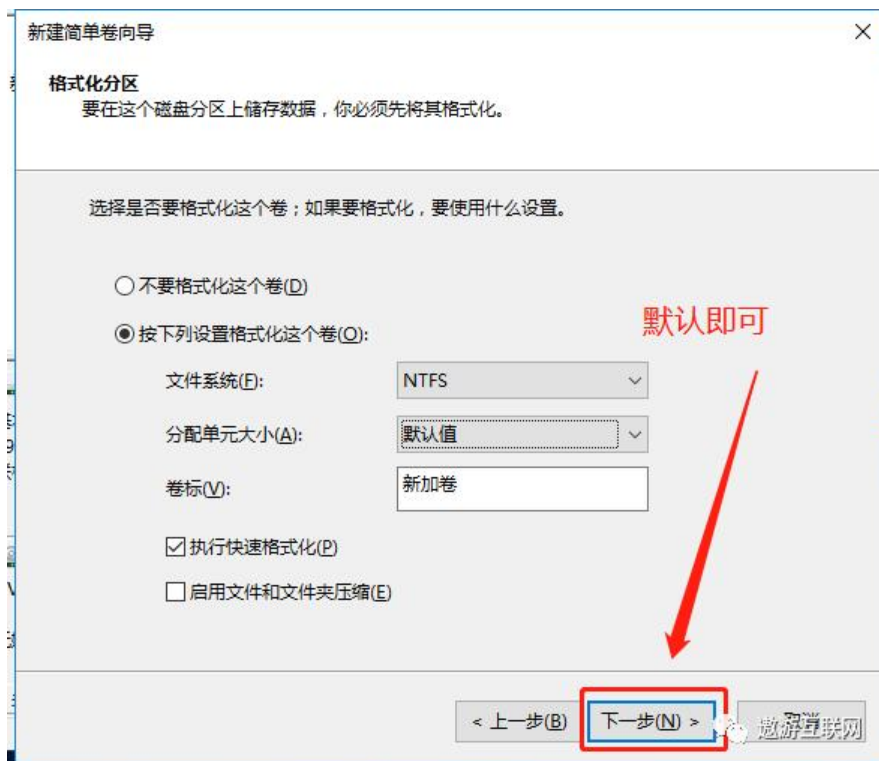 新建简单卷向导
格式化分区
要在这个磁盘分区上储存数据，你必须先将其格式化。
选择是否要格式化这个卷；如果要格式化，要使用什么设置。
不要格式化这个卷(D)
按下列设置格式化这个卷(O):
默认即可
文件系统(F):
NTFS
分配单元大小(A):
默认值
卷标(V):
新加卷
执行快速格式化(P)
启用文件和文件夹压缩(E)
< 上一步(B)
下一步(N) >
取消
遨游互联网